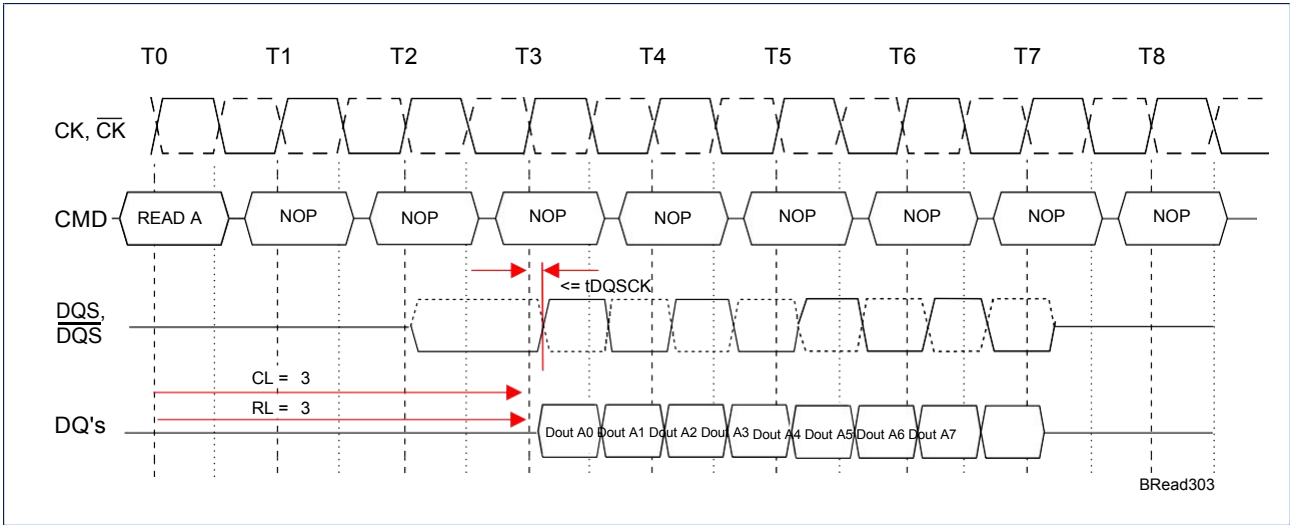 T0 T1 T2 T3 T4 T5 T6 T7 T8
CK, CK
CMD READ A NOP NOP NOP NOP NOP NOP NOP NOP
<= tDQSCK
DQS,
DQS
CL = 3
RL = 3
DQ's Dout A0 Dout A1 Dout A2 Dout A3 Dout A4 Dout A5 Dout A6 Dout A7
BRead303